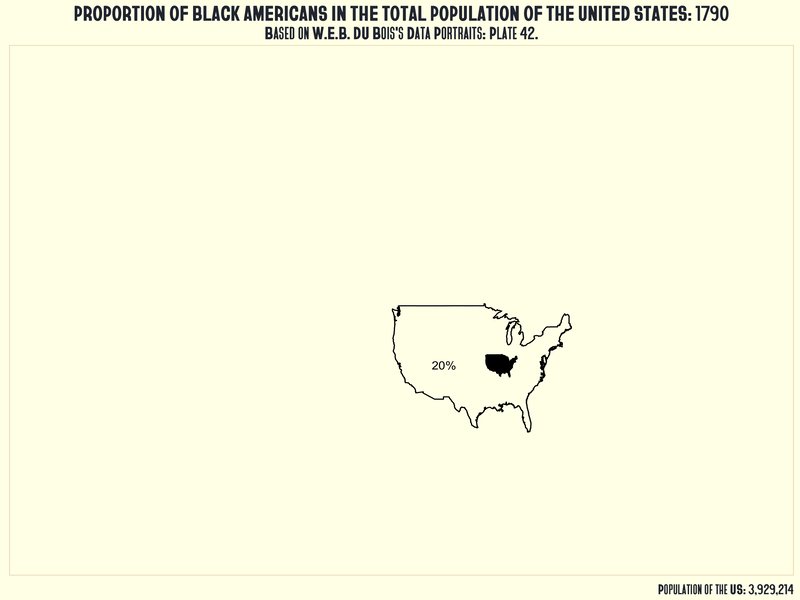 PROPORTION OF BLACK AMERICANS IN THE TOTAL POPULATION OF THE UNITED STATES: 1790
BASED ON W.E.B. DU BOIS'S DATA PORTRAITS: PLATE 42.
20%
POPULATION OF THE US: 3,929,214